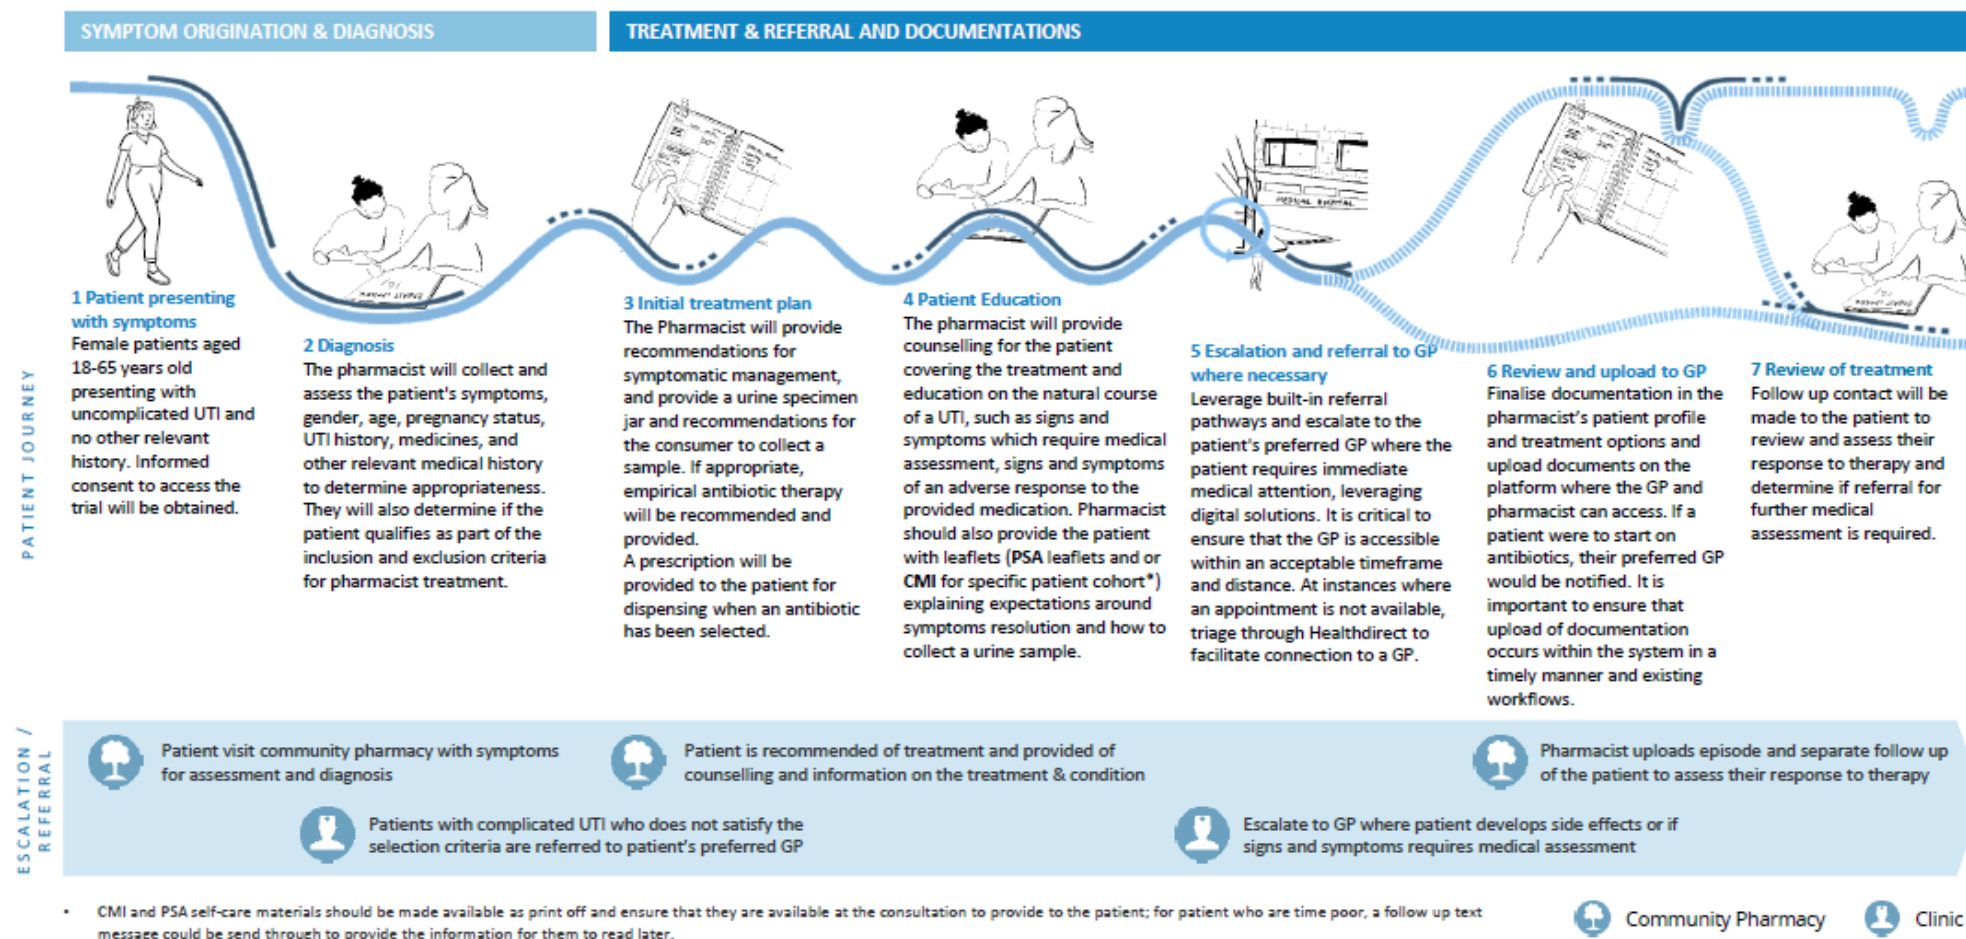 SYMPTOM ORIGINATION & DIAGNOSIS
TREATMENT & REFERRAL AND DOCUMENTATIONS
PATIENT JOURNEY
1 Patient presenting
with symptoms
Female patients aged
18-65 years old
presenting with
uncomplicated UTI and
no other relevant
history. Informed
consent to access the
trial will be obtained.
2 Diagnosis
The pharmacist will collect and
assess the patient's symptoms,
gender, age, pregnancy status,
UTI history, medicines, and
other relevant medical history
to determine appropriateness.
They will also determine if the
patient qualifies as part of the
inclusion and exclusion criteria
for pharmacist treatment.
3 Initial treatment plan
The Pharmacist will provide
recommendations for
symptomatic management,
and provide a urine specimen
jar and recommendations for
the consumer to collect a
sample. If appropriate,
empirical antibiotic therapy
will be recommended and
provided.
A prescription will be
provided to the patient for
dispensing when an antibiotic
has been selected.
4 Patient Education
The pharmacist will provide
counselling for the patient
covering the treatment and
education on the natural course
of a UTI, such as signs and
symptoms which require medical
assessment, signs and symptoms
of an adverse response to the
provided medication. Pharmacist
should also provide the patient
with leaflets (PSA leaflets and or
CMI for specific patient cohort*)
explaining expectations around
symptoms resolution and how to
collect a urine sample.
MEDICAL HOSPITAL
5 Escalation and referral to GP
where necessary
Leverage built-in referral
pathways and escalate to the
patient's preferred GP where the
patient requires immediate
medical attention, leveraging
digital solutions. It is critical to
ensure that the GP is accessible
within an acceptable timeframe
and distance. At instances where
an appointment is not available,
triage through Healthdirect to
facilitate connection to a GP.
6 Review and upload to GP
Finalise documentation in the
pharmacist's patient profile
and treatment options and
upload documents on the
platform where the GP and
pharmacist can access. If a
patient were to start on
antibiotics, their preferred GP
would be notified. It is
important to ensure that
upload of documentation
occurs within the system in a
timely manner and existing
workflows.
7 Review of treatment
Follow up contact will be
made to the patient to
review and assess their
response to therapy and
determine if referral for
further medical
assessment is required.
ESCALATION /
REFERRAL
Patient visit community pharmacy with symptoms
for assessment and diagnosis
Patients with complicated UTI who does not satisfy the
selection criteria are referred to patient's preferred GP
Patient is recommended of treatment and provided of
counselling and information on the treatment & condition
Escalate to GP where patient develops side effects or if
signs and symptoms requires medical assessment
Pharmacist uploads episode and separate follow up
of the patient to assess their response to therapy
• CMI and PSA self-care materials should be made available as print off and ensure that they are available at the consultation to provide to the patient; for patient who are time poor, a follow up text
message could be send through to provide the information for them to read later.
Community Pharmacy
Clinic